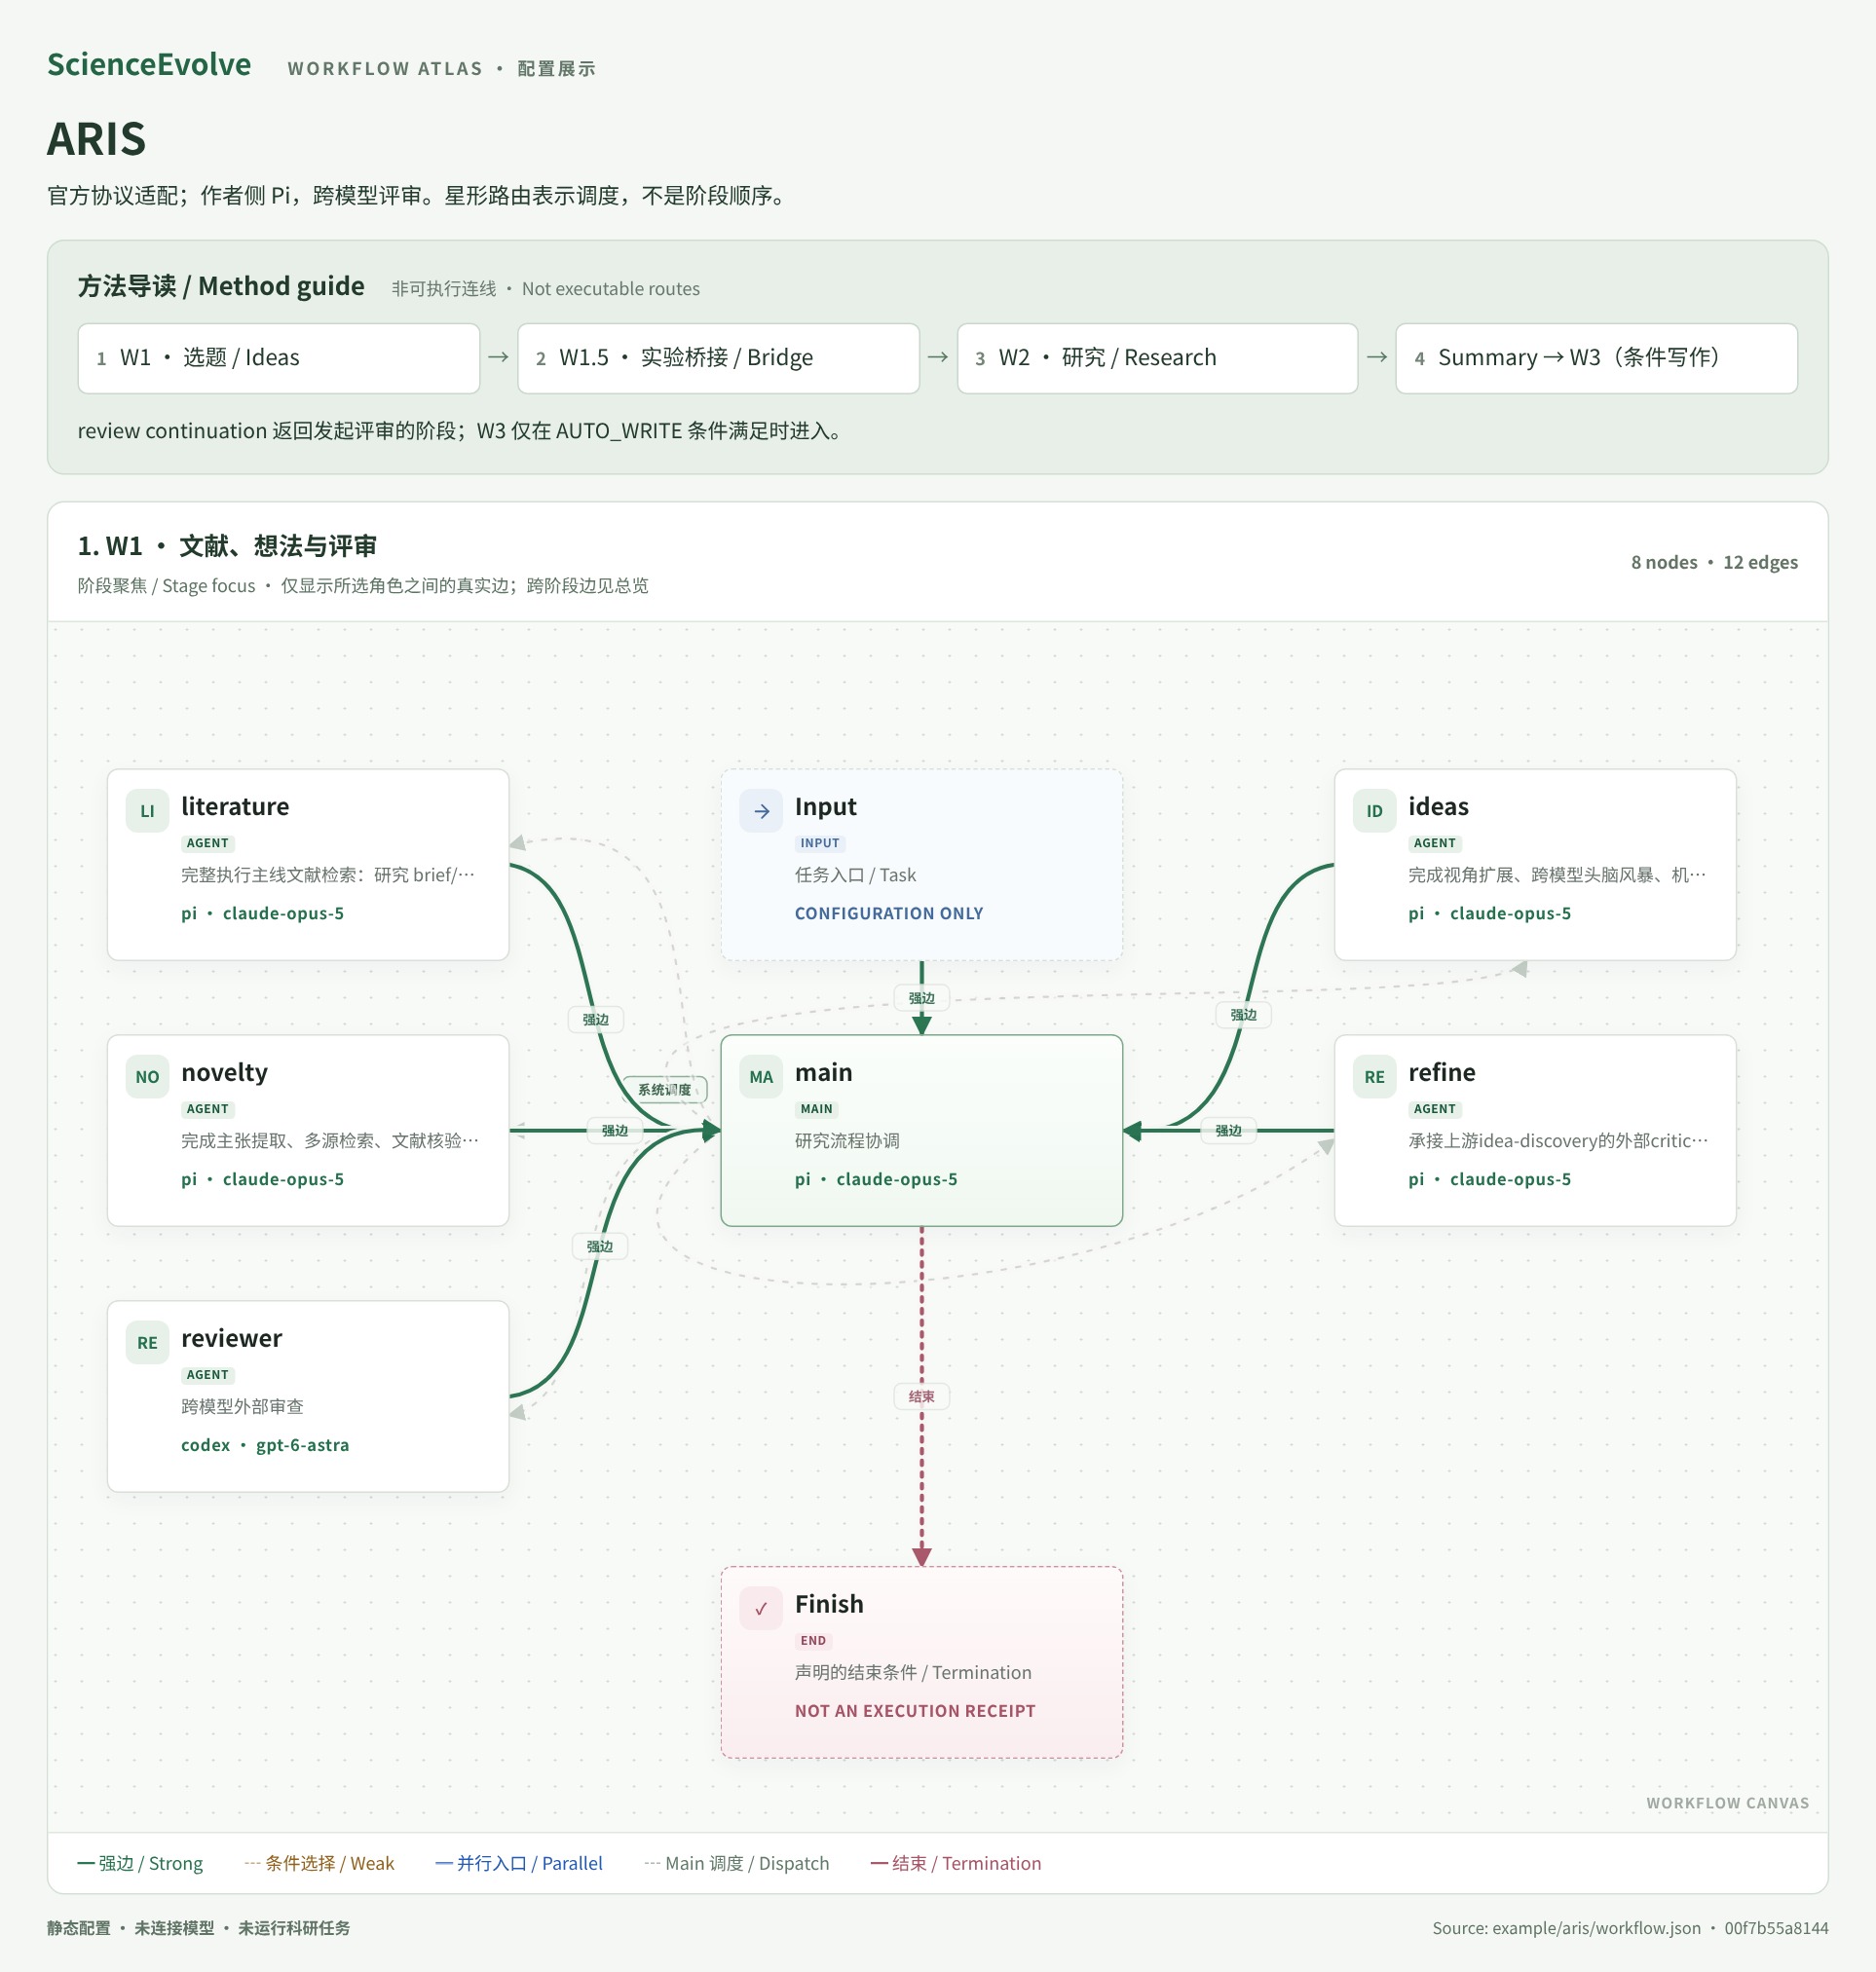 ScienceEvolve WORKFLOW ATLAS · 配置展示
ARIS
官方协议适配；作者侧 Pi，跨模型评审。星形路由表示调度，不是阶段顺序。
方法导读 / Method guide 非可执行连线 · Not executable routes
1 W1 · 选题 / Ideas → 2 W1.5 · 实验桥接 / Bridge → 3 W2 · 研究 / Research → 4 Summary → W3（条件写作）
review continuation 返回发起评审的阶段；W3 仅在 AUTO_WRITE 条件满足时进入。
1. W1 · 文献、想法与评审
阶段聚焦 / Stage focus · 仅显示所选角色之间的真实边；跨阶段边见总览
8 nodes · 12 edges
LI literature
AGENT
完整执行主线文献检索：研究 brief/…
pi · claude-opus-5
→ Input
INPUT
任务入口 / Task
CONFIGURATION ONLY
ID ideas
AGENT
完成视角扩展、跨模型头脑风暴、机…
pi · claude-opus-5
强边
强边
强边
NO novelty
AGENT
完成主张提取、多源检索、文献核验…
pi · claude-opus-5
系统调度
强边
MA main
MAIN
研究流程协调
pi · claude-opus-5
强边
RE refine
AGENT
承接上游idea-discovery的外部critic…
pi · claude-opus-5
强边
RE reviewer
AGENT
跨模型外部审查
codex · gpt-6-astra
结束
✓ Finish
END
声明的结束条件 / Termination
NOT AN EXECUTION RECEIPT
WORKFLOW CANVAS
强边 / Strong 条件选择 / Weak 并行入口 / Parallel Main 调度 / Dispatch 结束 / Termination
静态配置 · 未连接模型 · 未运行科研任务
Source: example/aris/workflow.json · 00f7b55a8144